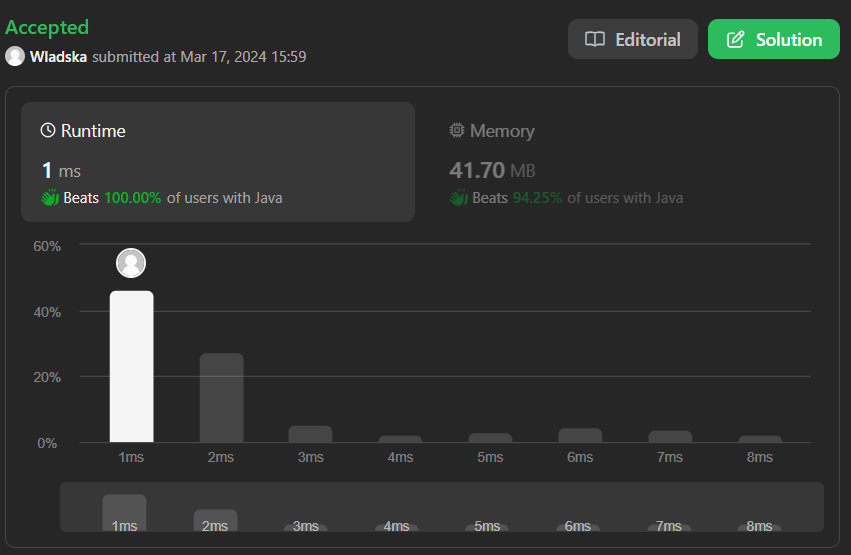 Accepted
Wladska submitted at Mar 17, 2024 15:59
Editorial
Solution
Runtime
1 ms
Beats 100.00% of users with Java
Memory
41.70 MB
Beats 94.25% of users with Java
60%
40%
20%
0%
1ms 2ms 3ms 4ms 5ms 6ms 7ms 8ms
1ms 2ms 3ms 4ms 5ms 6ms 7ms 8ms